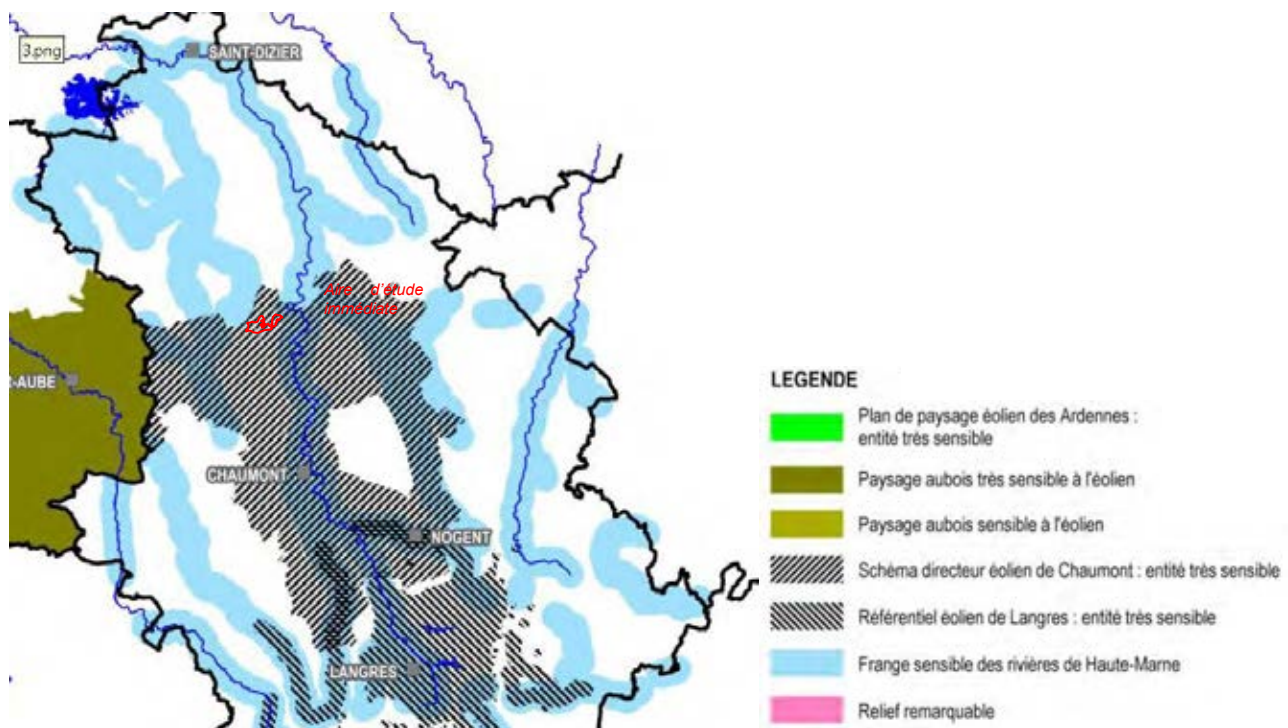 3.png
SAINT-DIZIER
Aire d'étude
immédiate
R-AUBE
CHAUMONT
NOGENT
LANGRES
LEGENDE
Plan de paysage éolien des Ardennes :
entité très sensible
Paysage aubois très sensible à l'éolien
Paysage aubois sensible à l'éolien
Schéma directeur éolien de Chaumont : entité très sensible
Référentiel éolien de Langres : entité très sensible
Frange sensible des rivières de Haute-Marne
Relief remarquable